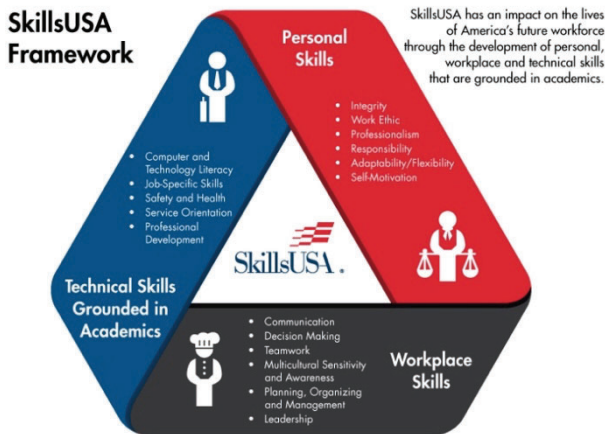 SkillsUSA
Framework
SkillsUSA has an impact on the lives
of America's future workforce
through the development of personal,
workplace and technical skills
that are grounded in academics.
Personal
Skills
• Integrity
• Work Ethic
• Professionalism
• Responsibility
• Adaptability/Flexibility
• Self-Motivation
• Computer and
Technology Literacy
• Job-Specific Skills
• Safety and Health
• Service Orientation
• Professional
Development
Technical Skills
Grounded in
Academics
SkillsUSA®
• Communication
• Decision Making
• Teamwork
• Multicultural Sensitivity
and Awareness
• Planning, Organizing
and Management
• Leadership
Workplace
Skills